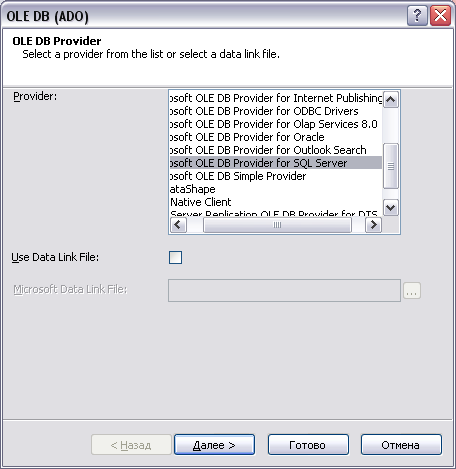 OLE DB (ADO)
OLE DB Provider
Select a provider from the list or select a data link file.
Provider:
osoft OLE DB Provider for Internet Publishing
osoft OLE DB Provider for ODBC Drivers
osoft OLE DB Provider for Olap Services 8.0
osoft OLE DB Provider for Oracle
osoft OLE DB Provider for Outlook Search
osoft OLE DB Provider for SQL Server
osoft OLE DB Simple Provider
ataShape
Native Client
Server Replication OLE DB Provider for DTS
Use Data Link File:
Microsoft Data Link File:
...
< Назад
Далее >
Готово
Отмена